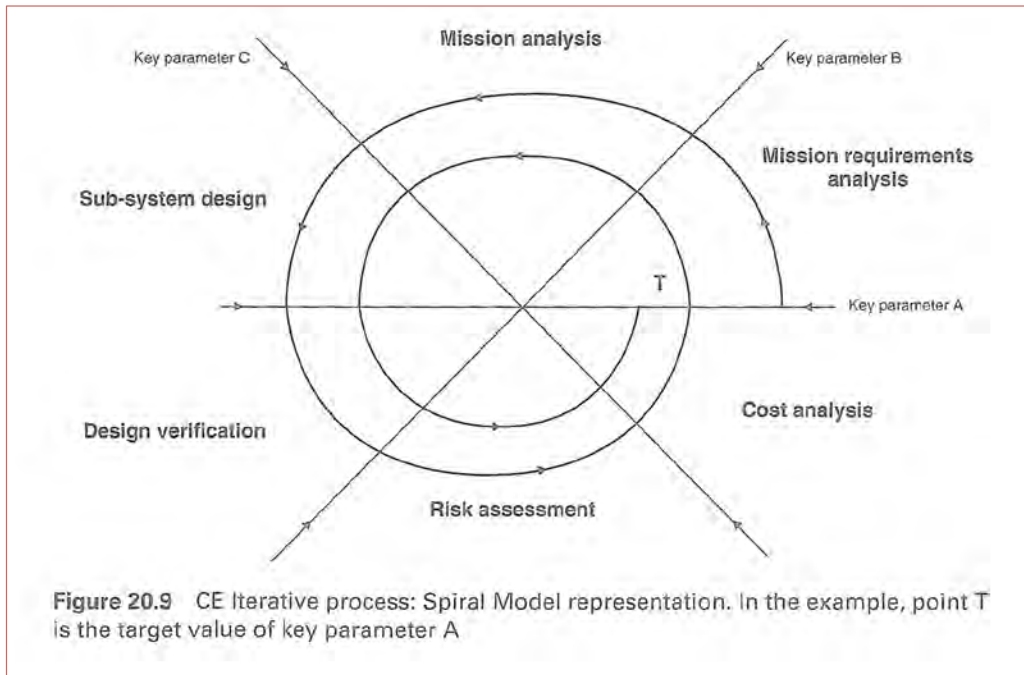 Mission analysis
Key parameter C
Key parameter B
Mission requirements
analysis
Sub-system design
T
Key parameter A
Cost analysis
Design verification
Risk assessment
Figure 20.9 CE Iterative process: Spiral Model representation. In the example, point T
is the target value of key parameter A